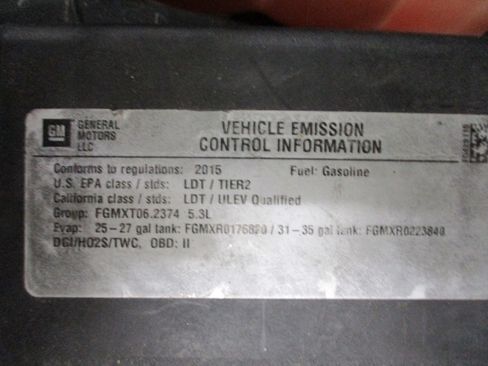 GM
GENERAL
MOTORS
LLC
VEHICLE EMISSION
CONTROL INFORMATION
Conforms to regulations: 2015 Fuel: Gasoline
U.S. EPA class / stds: LDT / TIER2
California class / stds: LDT / ULEV Qualified
Group: FGMXT06.2374 5.3L
Evap: 25-27 gal tank: FGMXR0176820 / 31-35 gal tank: FGMXR0223840
DGI/HO2S/TWC, OBD: II